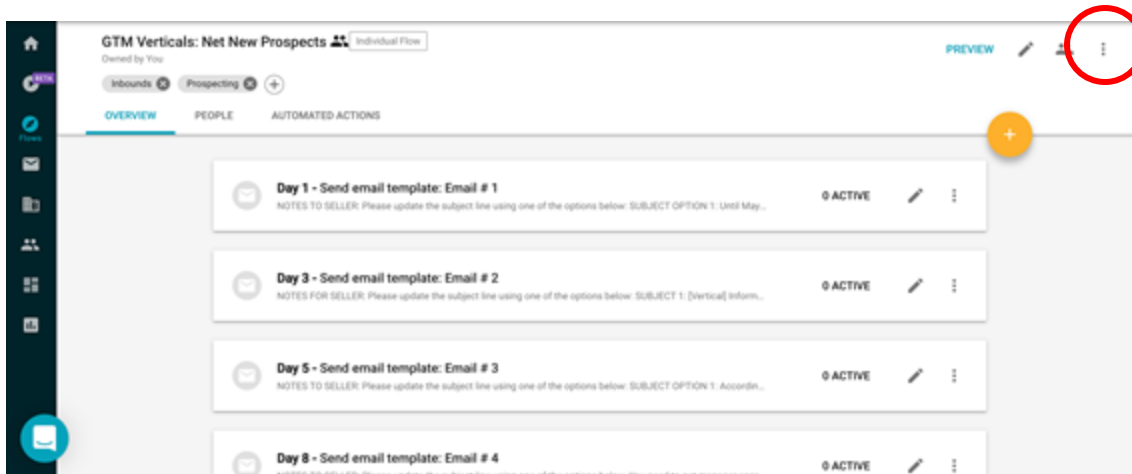 GTM Verticals: Net New Prospects Individual Flow
Owned by You
PREVIEW
BETA
Inbounds Prospecting
Flows
OVERVIEW PEOPLE AUTOMATED ACTIONS
Day 1 - Send email template: Email # 1
NOTES TO SELLER: Please update the subject line using one of the options below: SUBJECT OPTION 1: Until May...
0 ACTIVE
Day 3 - Send email template: Email # 2
NOTES FOR SELLER: Please update the subject line using one of the options below: SUBJECT 1: [Vertical] Inform...
0 ACTIVE
Day 5 - Send email template: Email # 3
NOTES TO SELLER: Please update the subject line using one of the options below: SUBJECT OPTION 1: Accordin...
0 ACTIVE
Day 8 - Send email template: Email # 4
0 ACTIVE